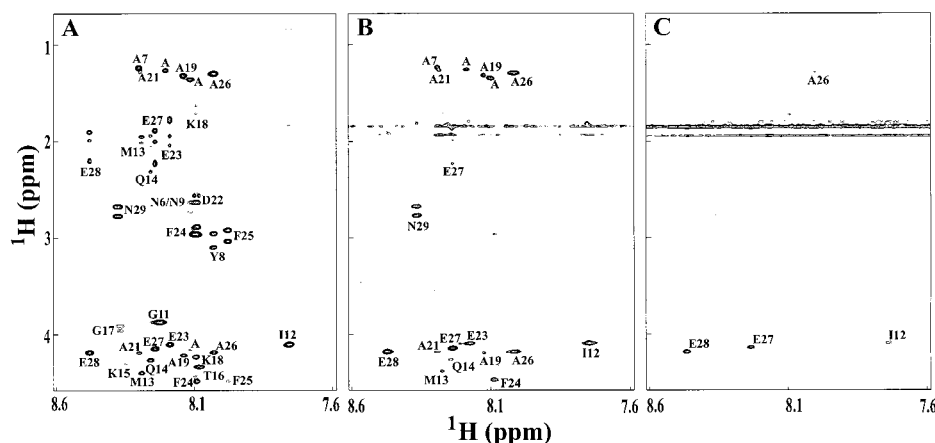 A
B
C
1
2
3
4
¹H (ppm)
A7
A
A19
A21
A
A26
K18
E27
M13
E23
E28
Q14
N6/N9
D22
N29
F24
F25
Y8
G11
G17
A21
E27
E23
A
A26
I12
E28
A19
K18
K15
Q14
T16
M13
F24
F25
8.6
8.1
7.6
A7
A
A19
A21
A
A26
E27
N29
E27
E23
I12
E28
A21
A26
Q14
A19
M13
F24
8.6
8.1
7.6
A26
I12
E28
E27
8.6
8.1
7.6
¹H (ppm)